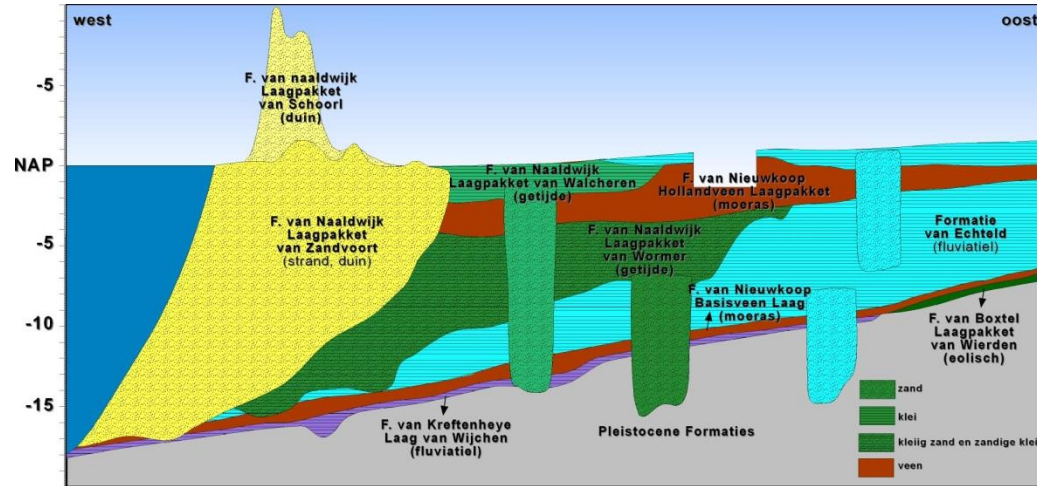 west
oost
-5
NAP
-5
-10
-15
F. van naaldwijk
Laagpakket
van Schoorl
(duin)
F. van Naaldwijk
Laagpakket
van Zandvoort
(strand, duin)
F. van Naaldwijk
Laagpakket van Walcheren
(getijde)
F. van Nieuwkoop
Hollandveen Laagpakket
(moeras)
F. van Naaldwijk
Laagpakket
van Wormer
(getijde)
Formatie
van Echteld
(fluviatiel)
F. van Nieuwkoop
Basisveen Laag
(moeras)
F. van Boxtel
Laagpakket
van Wierden
(eolisch)
F. van Kreftenheye
Laag van Wijchen
(fluviatiel)
Pleistocene Formaties
zand
klei
kleiig zand en zandige klei
veen